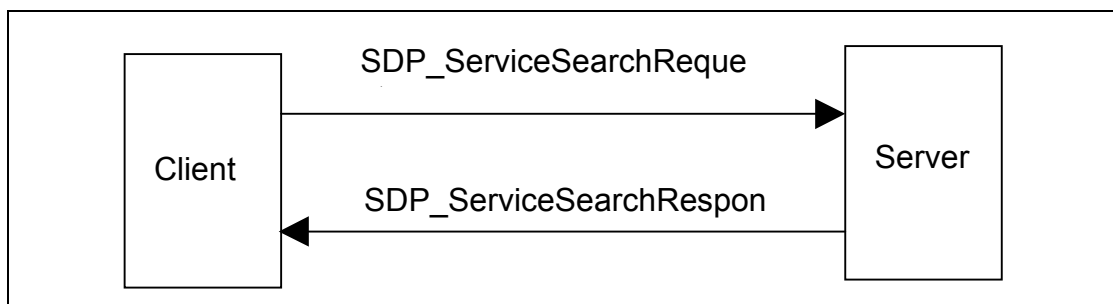 SDP_ServiceSearchReque
Client
Server
SDP_ServiceSearchRespon